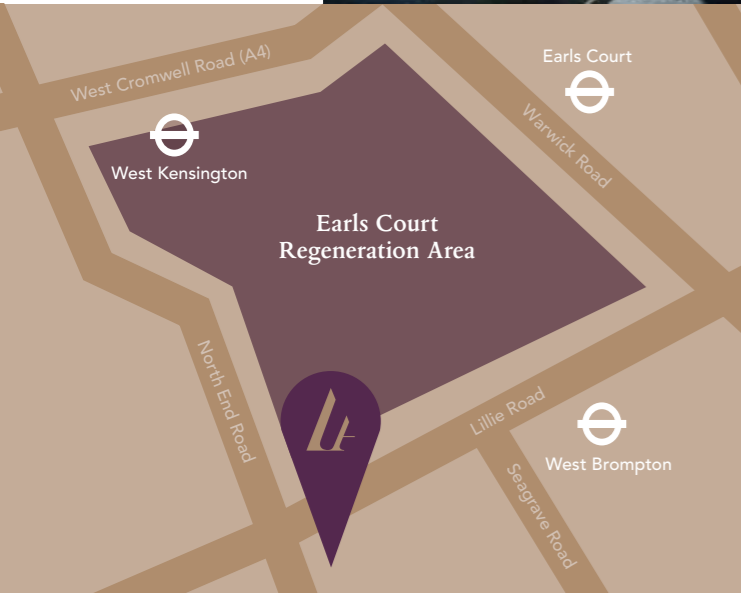 West Cromwell Road (A4)
Earls Court
Warwick Road
West Kensington
Earls Court
Regeneration Area
North End Road
Lillie Road
West Brompton
Seagrave Road